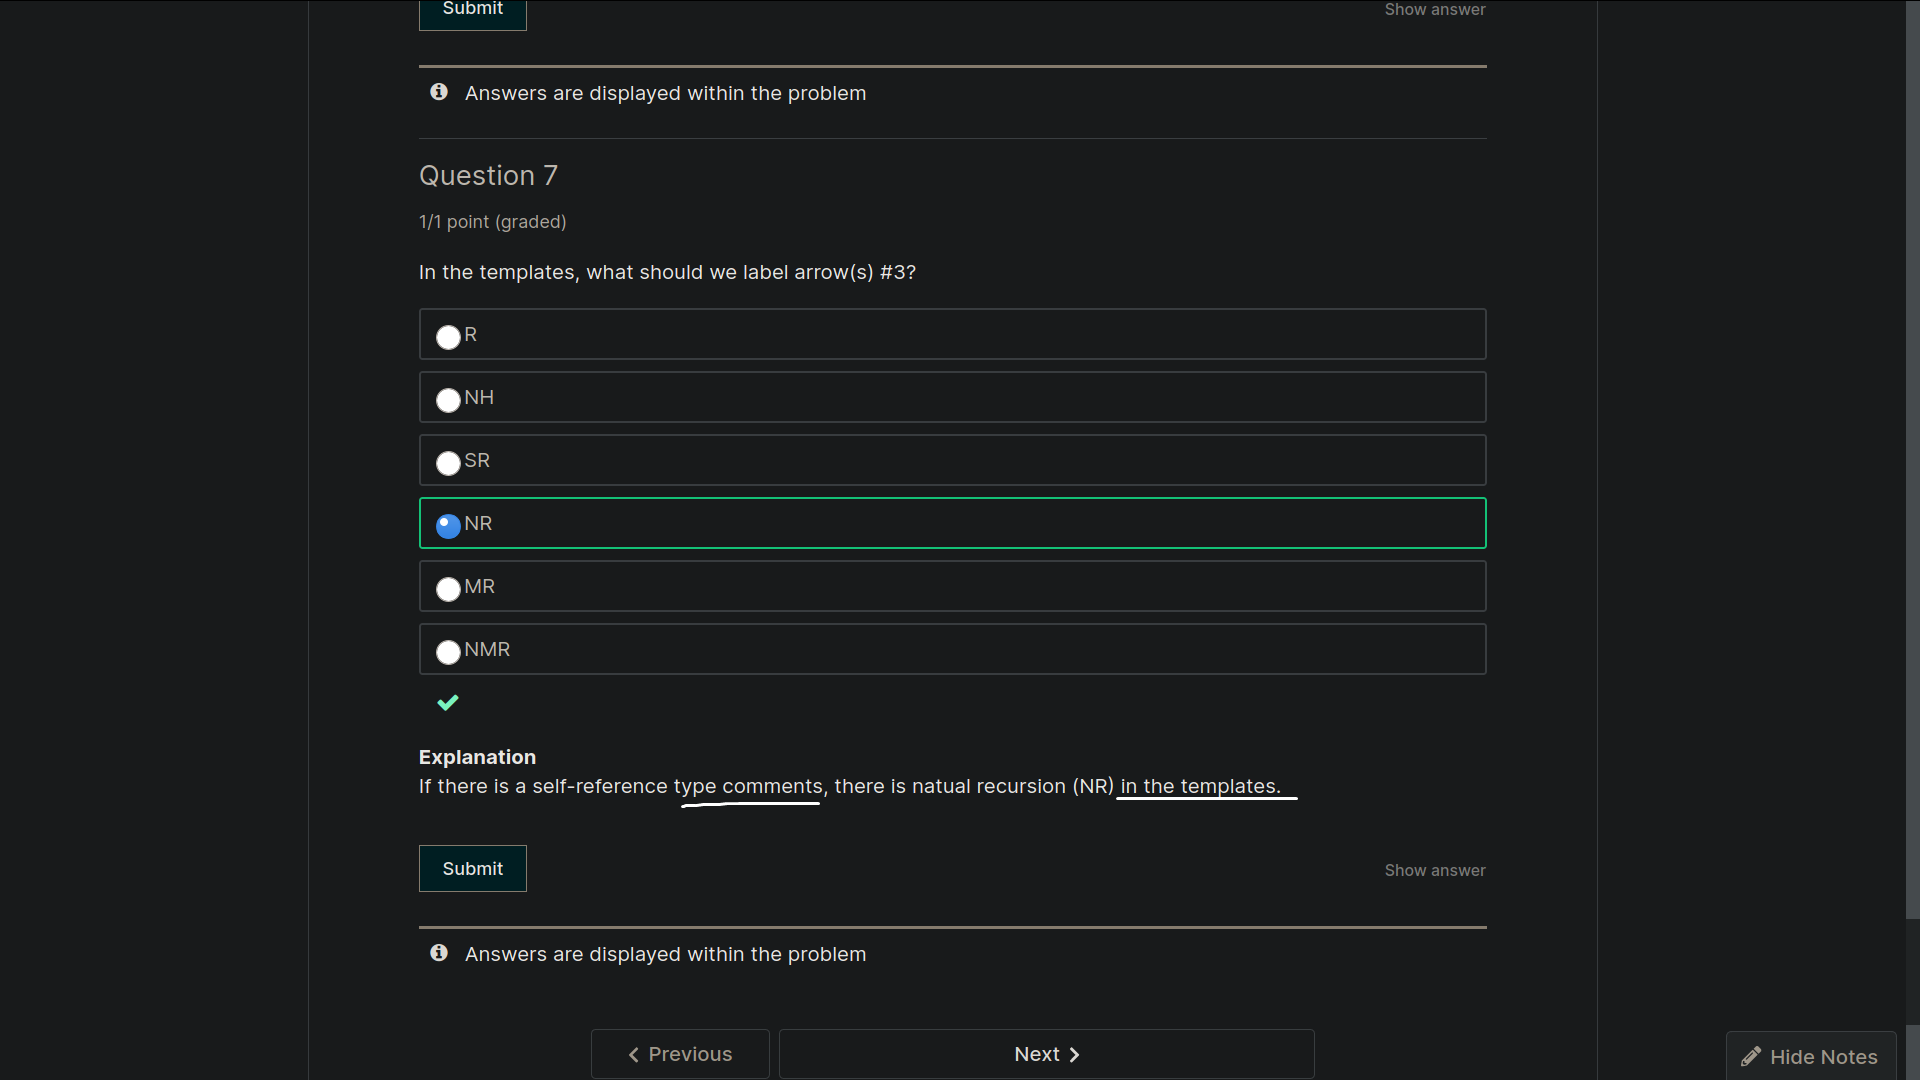 Submit
Show answer
Answers are displayed within the problem
Question 7
1/1 point (graded)
In the templates, what should we label arrow(s) #3?
R
NH
SR
NR
MR
NMR
Explanation
If there is a self-reference type comments, there is natual recursion (NR) in the templates.
Submit
Show answer
Answers are displayed within the problem
Previous
Next
Hide Notes